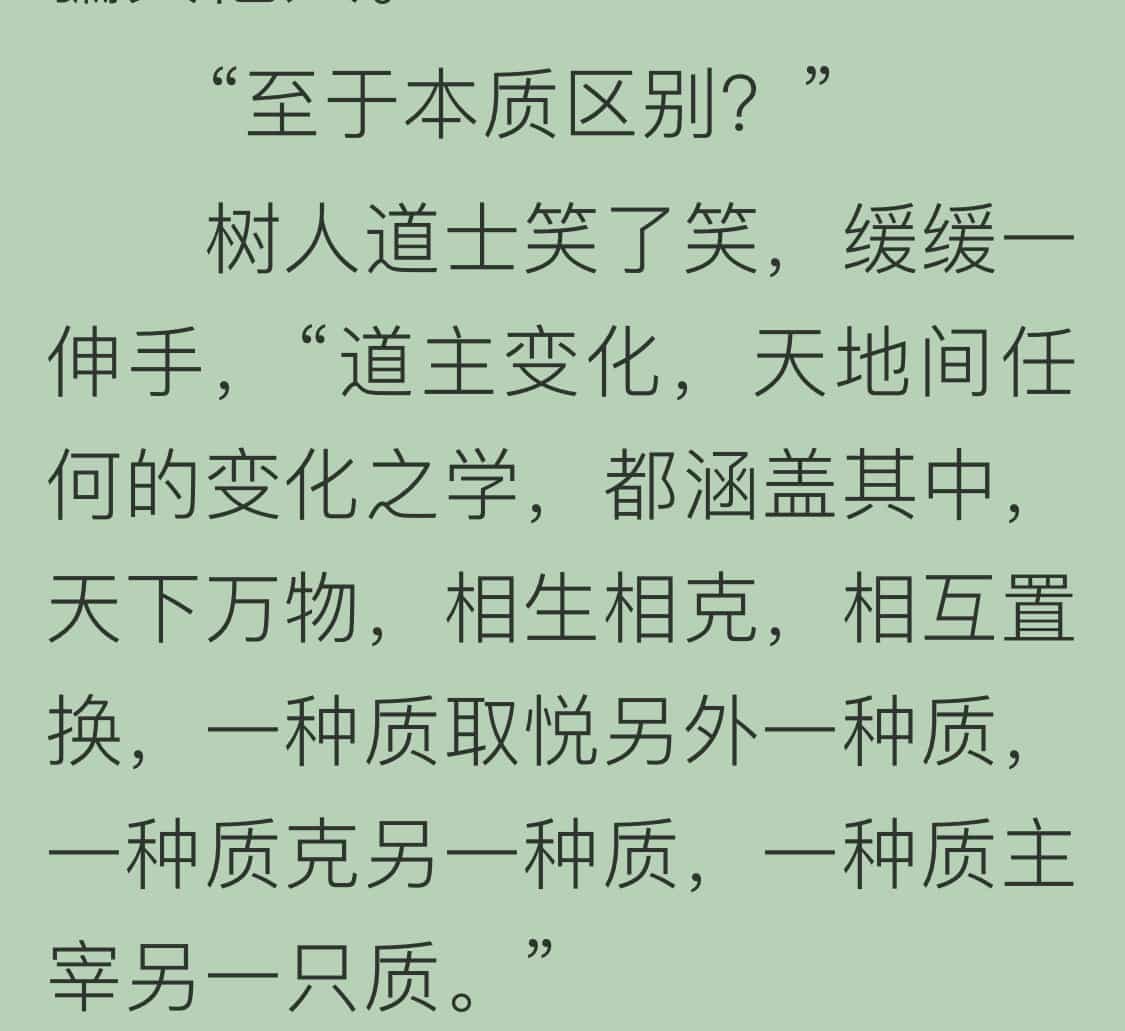 “至于本质区别？”
树人道士笑了笑，缓缓一
伸手，“道主变化，天地间任
何的变化之学，都涵盖其中，
天下万物，相生相克，相互置
换，一种质取悦另外一种质，
一种质克另一种质，一种质主
宰另一只质。”